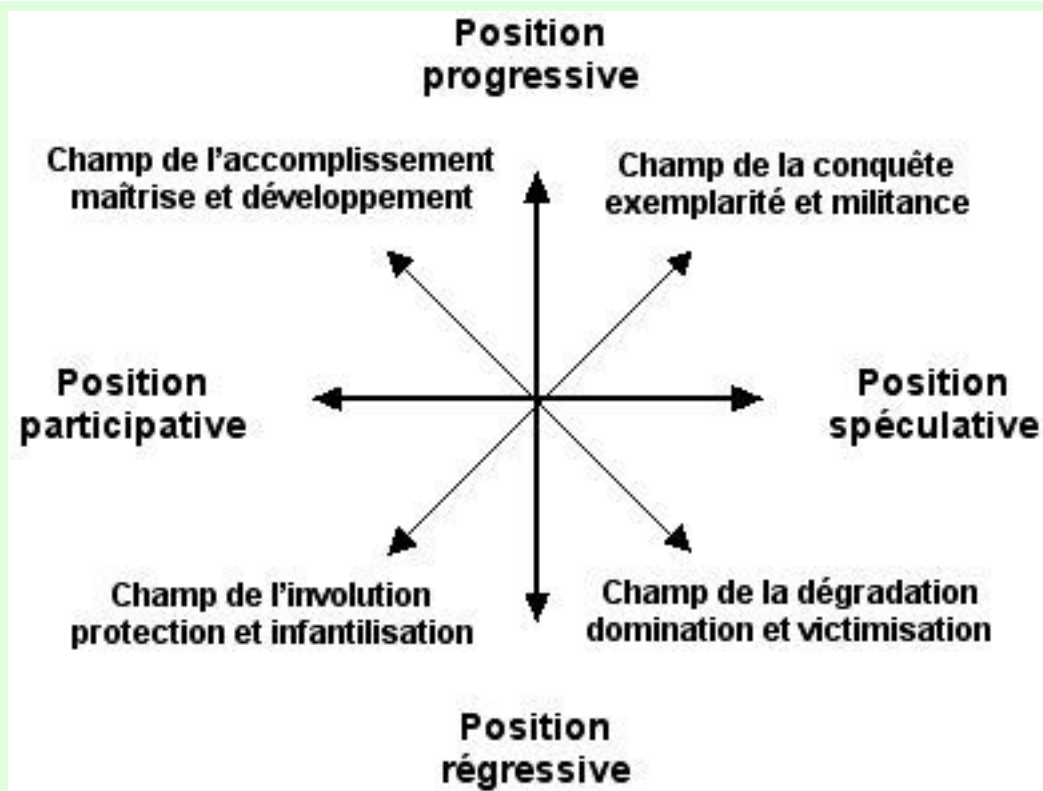 Position
progressive
Champ de l'accomplissement
maîtrise et développement
Champ de la conquête
exemplarité et militance
Position
participative
Position
spéculative
Champ de l'involution
protection et infantilisation
Champ de la dégradation
domination et victimisation
Position
régressive